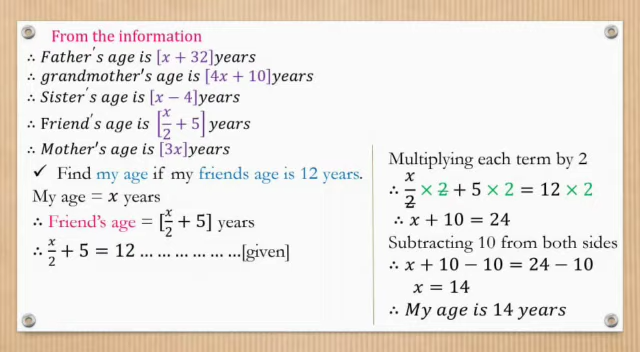 From the information
∴ Father's age is [x + 32]years
∴ grandmother's age is [4x + 10]years
∴ Sister's age is [x − 4]years
∴ Friend's age is [x/2 + 5] years
∴ Mother's age is [3x]years
✓ Find my age if my friends age is 12 years.
My age = x years
∴ Friend's age = [x/2 + 5] years
∴ x/2 + 5 = 12 … … … … … …[given]
Multiplying each term by 2
∴ x/2 × 2 + 5 × 2 = 12 × 2
∴ x + 10 = 24
Subtracting 10 from both sides
∴ x + 10 − 10 = 24 − 10
x = 14
∴ My age is 14 years